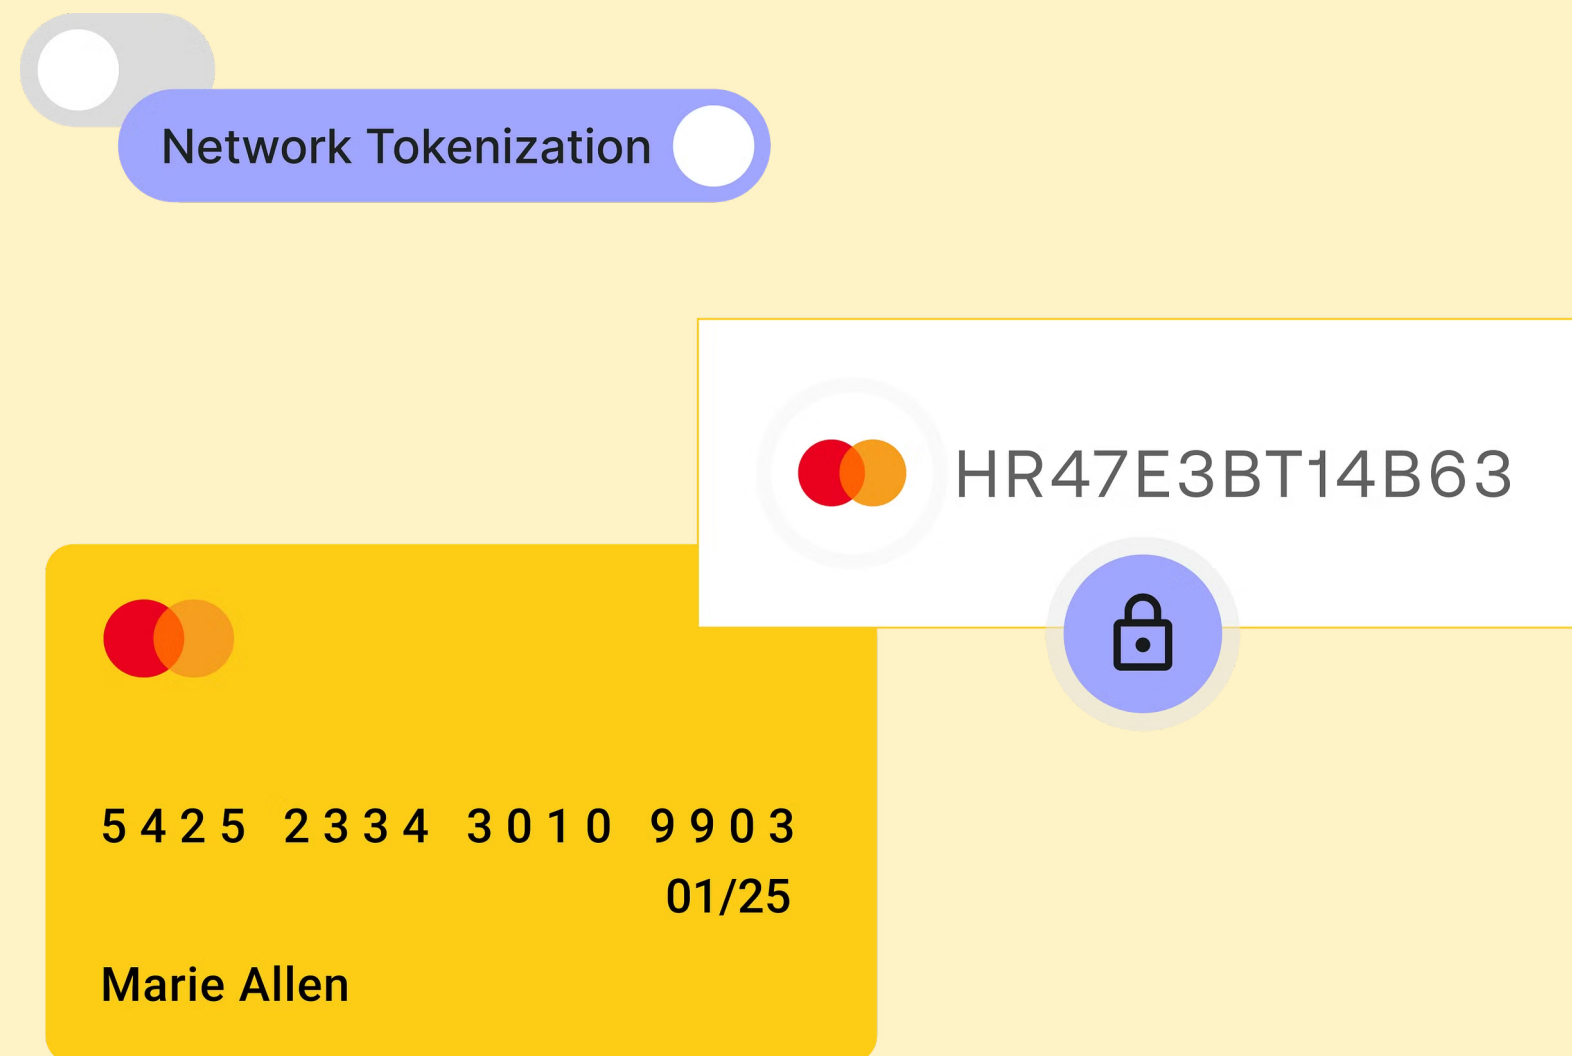 Network Tokenization
HR47E3BT14B63
5425 2334 3010 9903
01/25
Marie Allen